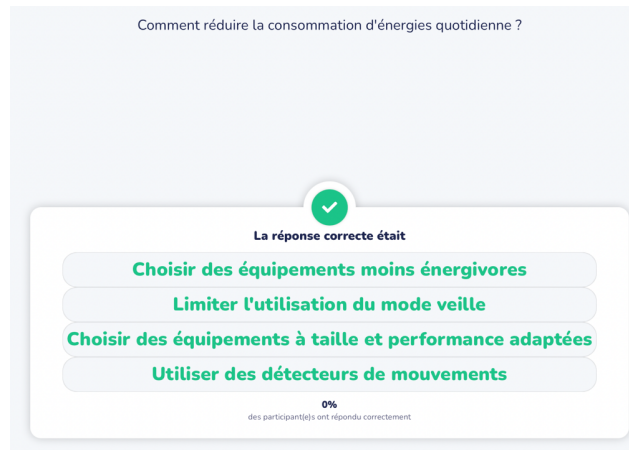 Comment réduire la consommation d'énergies quotidienne ?
La réponse correcte était
Choisir des équipements moins énergivores
Limiter l'utilisation du mode veille
Choisir des équipements à taille et performance adaptées
Utiliser des détecteurs de mouvements
0%
des participant(e)s ont répondu correctement